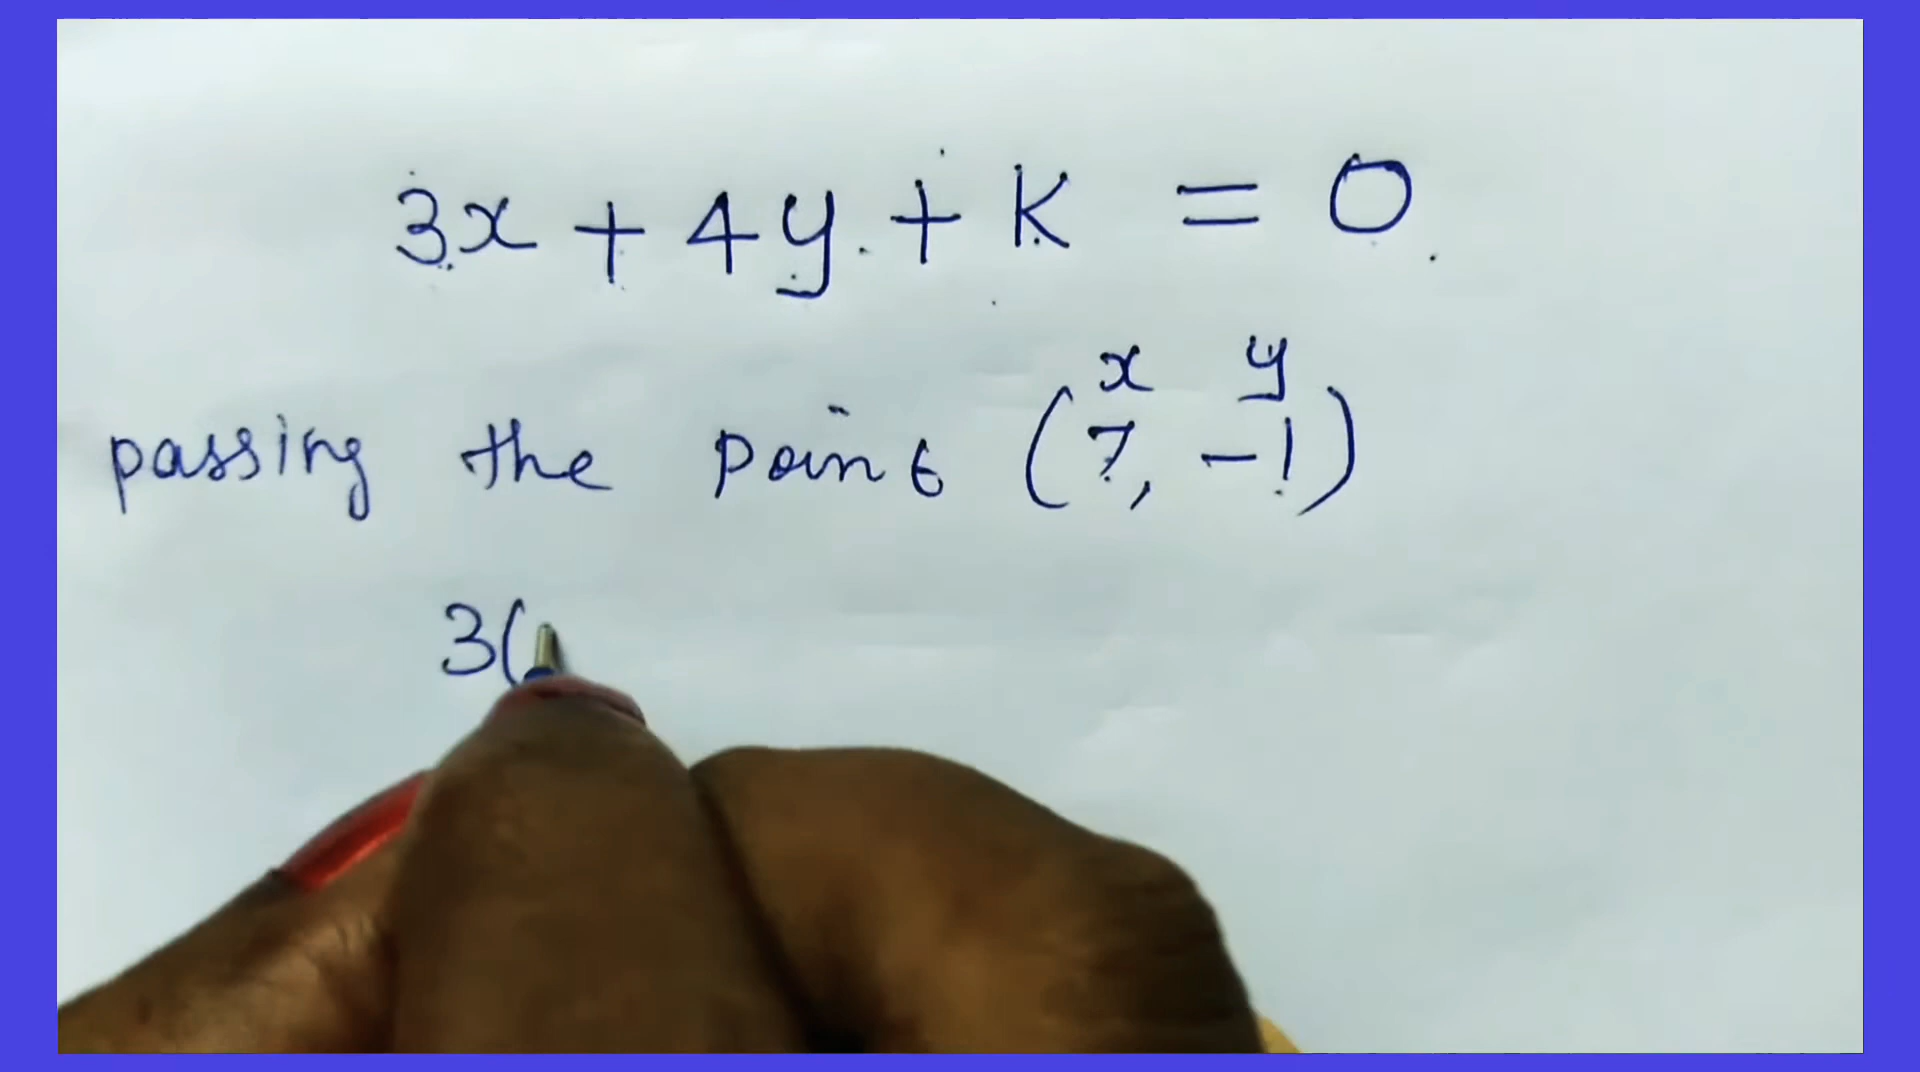 3x + 4y + k = 0.
x y
passing the point (7, -1)
3(